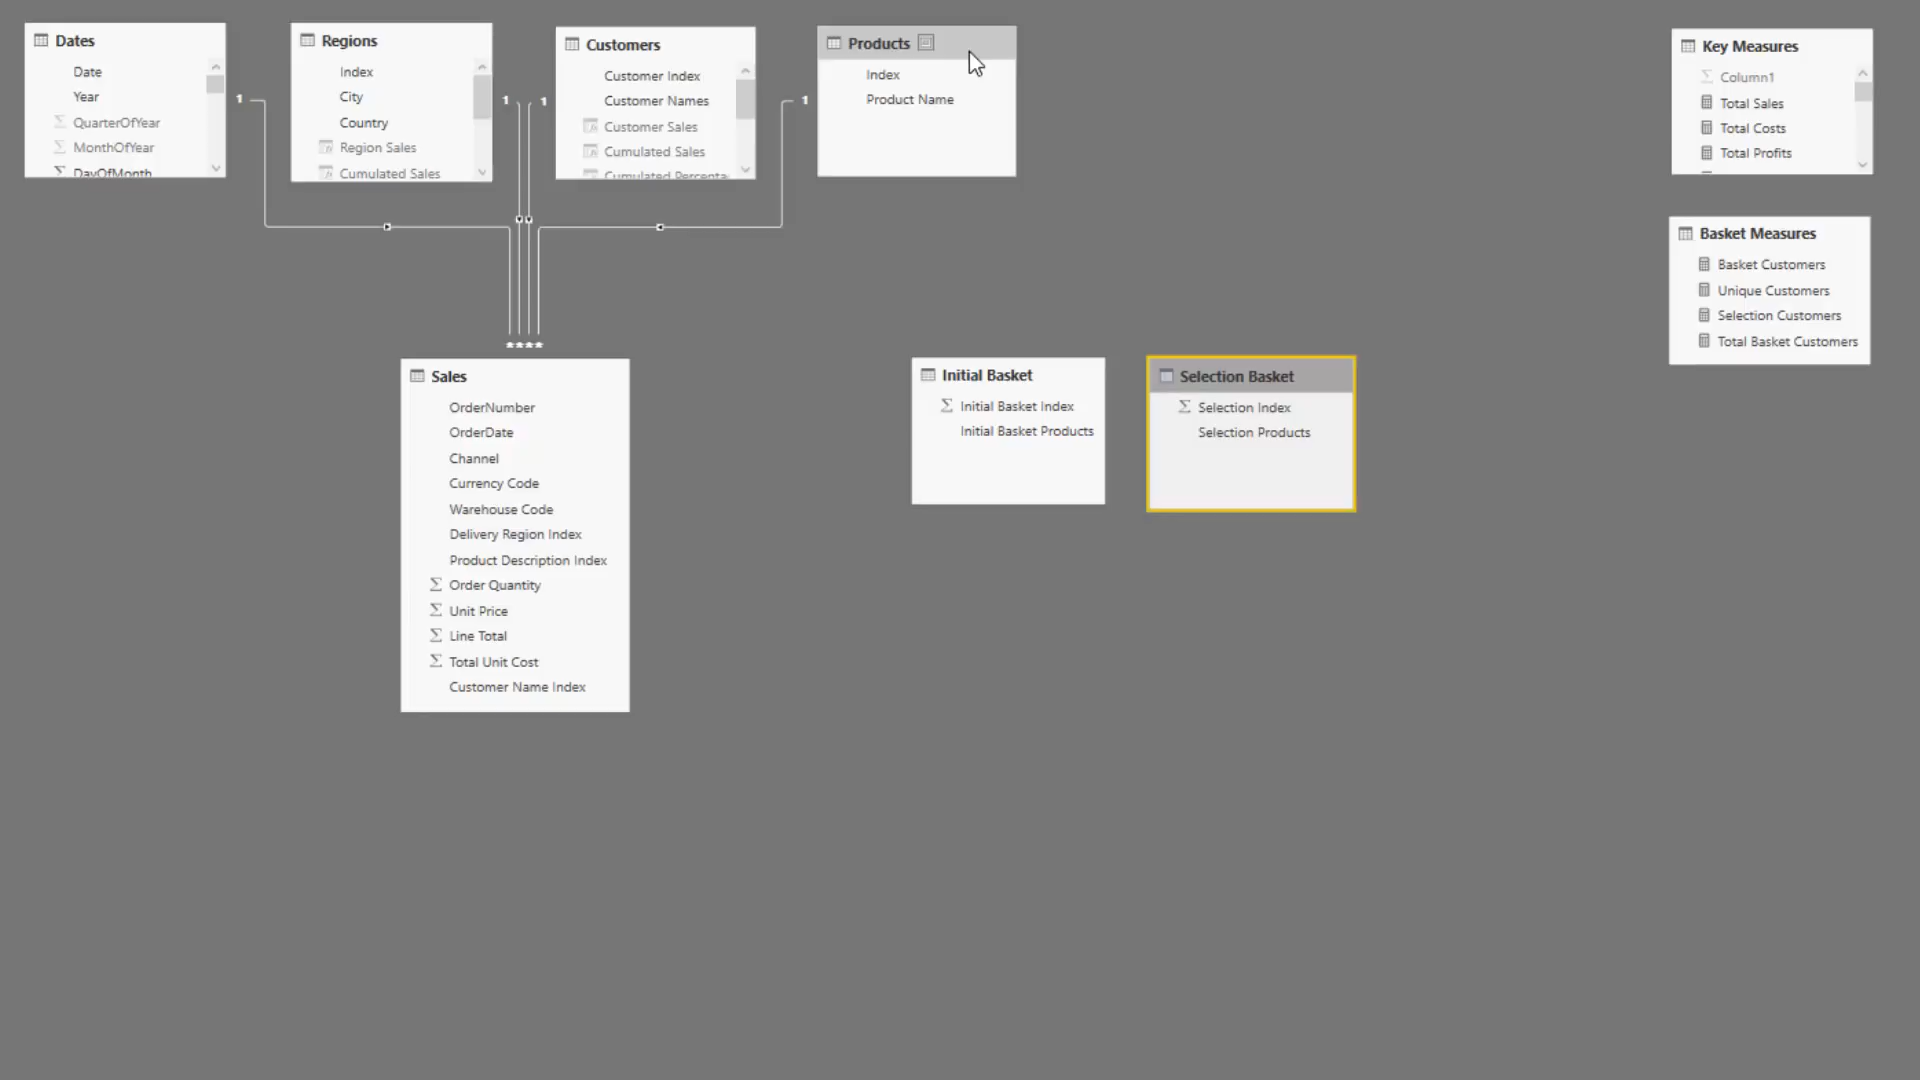 Dates
Date
Year
QuarterOfYear
MonthOfYear
DayOfMonth
1
Regions
Index
City
Country
Region Sales
Cumulated Sales
1
1
Customers
Customer Index
Customer Names
Customer Sales
Cumulated Sales
Cumulated Percenta
Products
Index
Product Name
1
Key Measures
Column1
Total Sales
Total Costs
Total Profits
Basket Measures
Basket Customers
Unique Customers
Selection Customers
Total Basket Customers
****
Sales
OrderNumber
OrderDate
Channel
Currency Code
Warehouse Code
Delivery Region Index
Product Description Index
Order Quantity
Unit Price
Line Total
Total Unit Cost
Customer Name Index
Initial Basket
Initial Basket Index
Initial Basket Products
Selection Basket
Selection Index
Selection Products